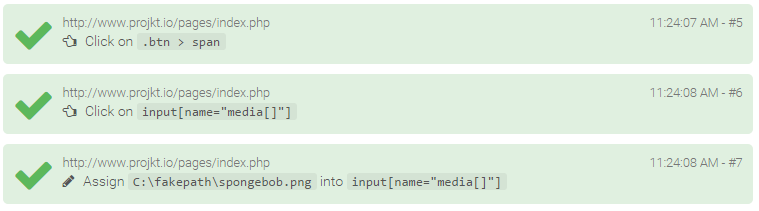 http://www.projkt.io/pages/index.php 11:24:07 AM - #5
Click on .btn > span
http://www.projkt.io/pages/index.php 11:24:08 AM - #6
Click on input[name="media[]"]
http://www.projkt.io/pages/index.php 11:24:08 AM - #7
Assign C:\fakepath\spongebob.png into input[name="media[]"]